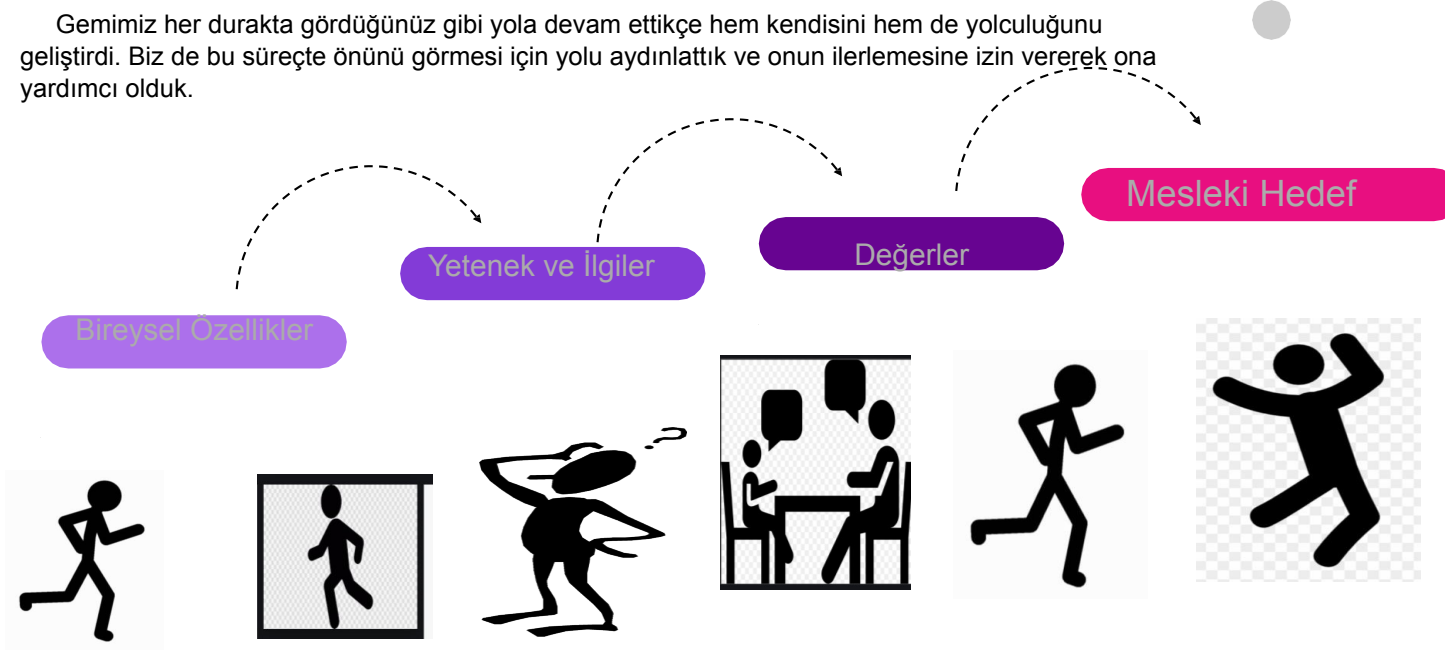 Gemimiz her durakta gördüğünüz gibi yola devam ettikçe hem kendisini hem de yolculuğunu
geliştirdi. Biz de bu süreçte önünü görmesi için yolu aydınlattık ve onun ilerlemesine izin vererek ona
yardımcı olduk.
Mesleki Hedef
Değerler
Yetenek ve İlgiler
Bireysel Özellikler
?